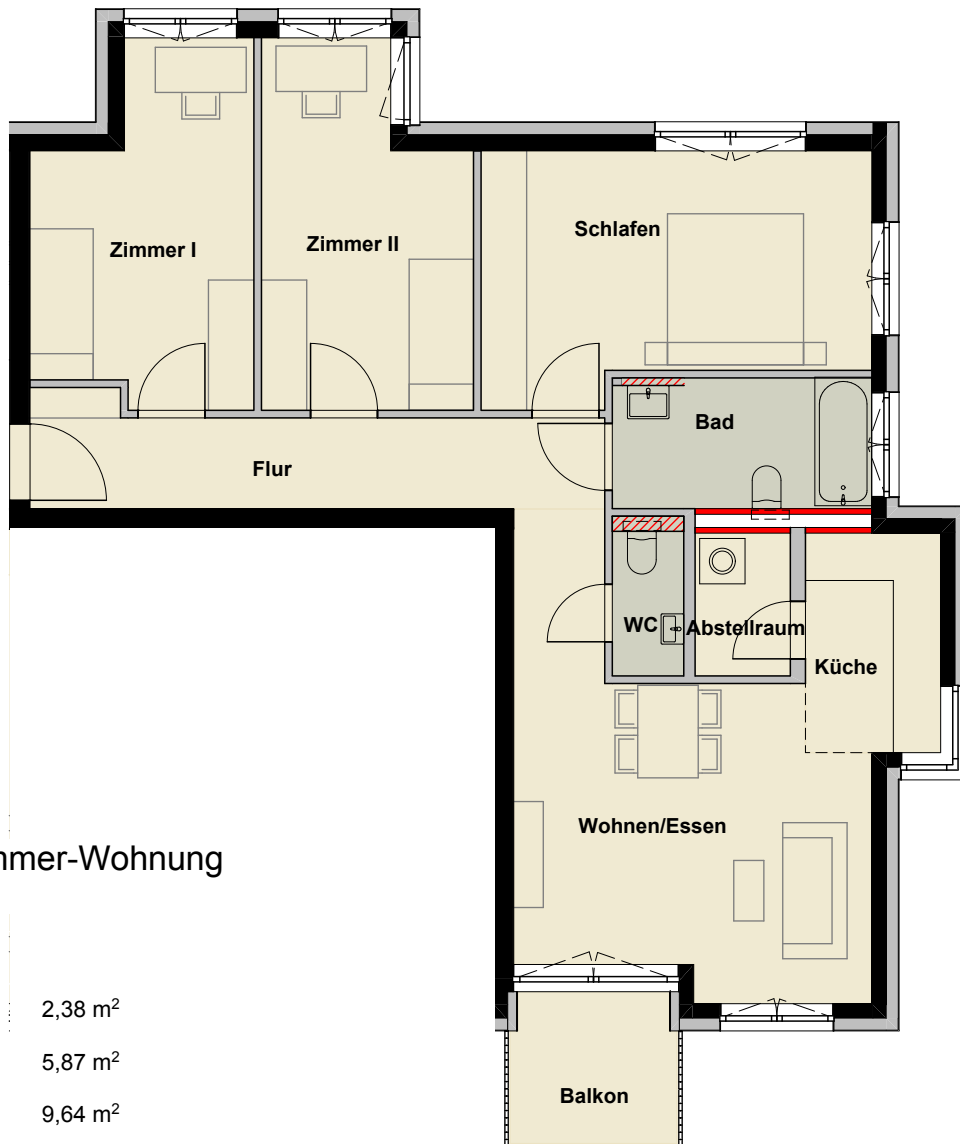 Zimmer I
Zimmer II
Schlafen
Bad
Flur
WC
Abstellraum
Küche
Wohnen/Essen
mmer-Wohnung
2,38 m²
5,87 m²
9,64 m²
Balkon